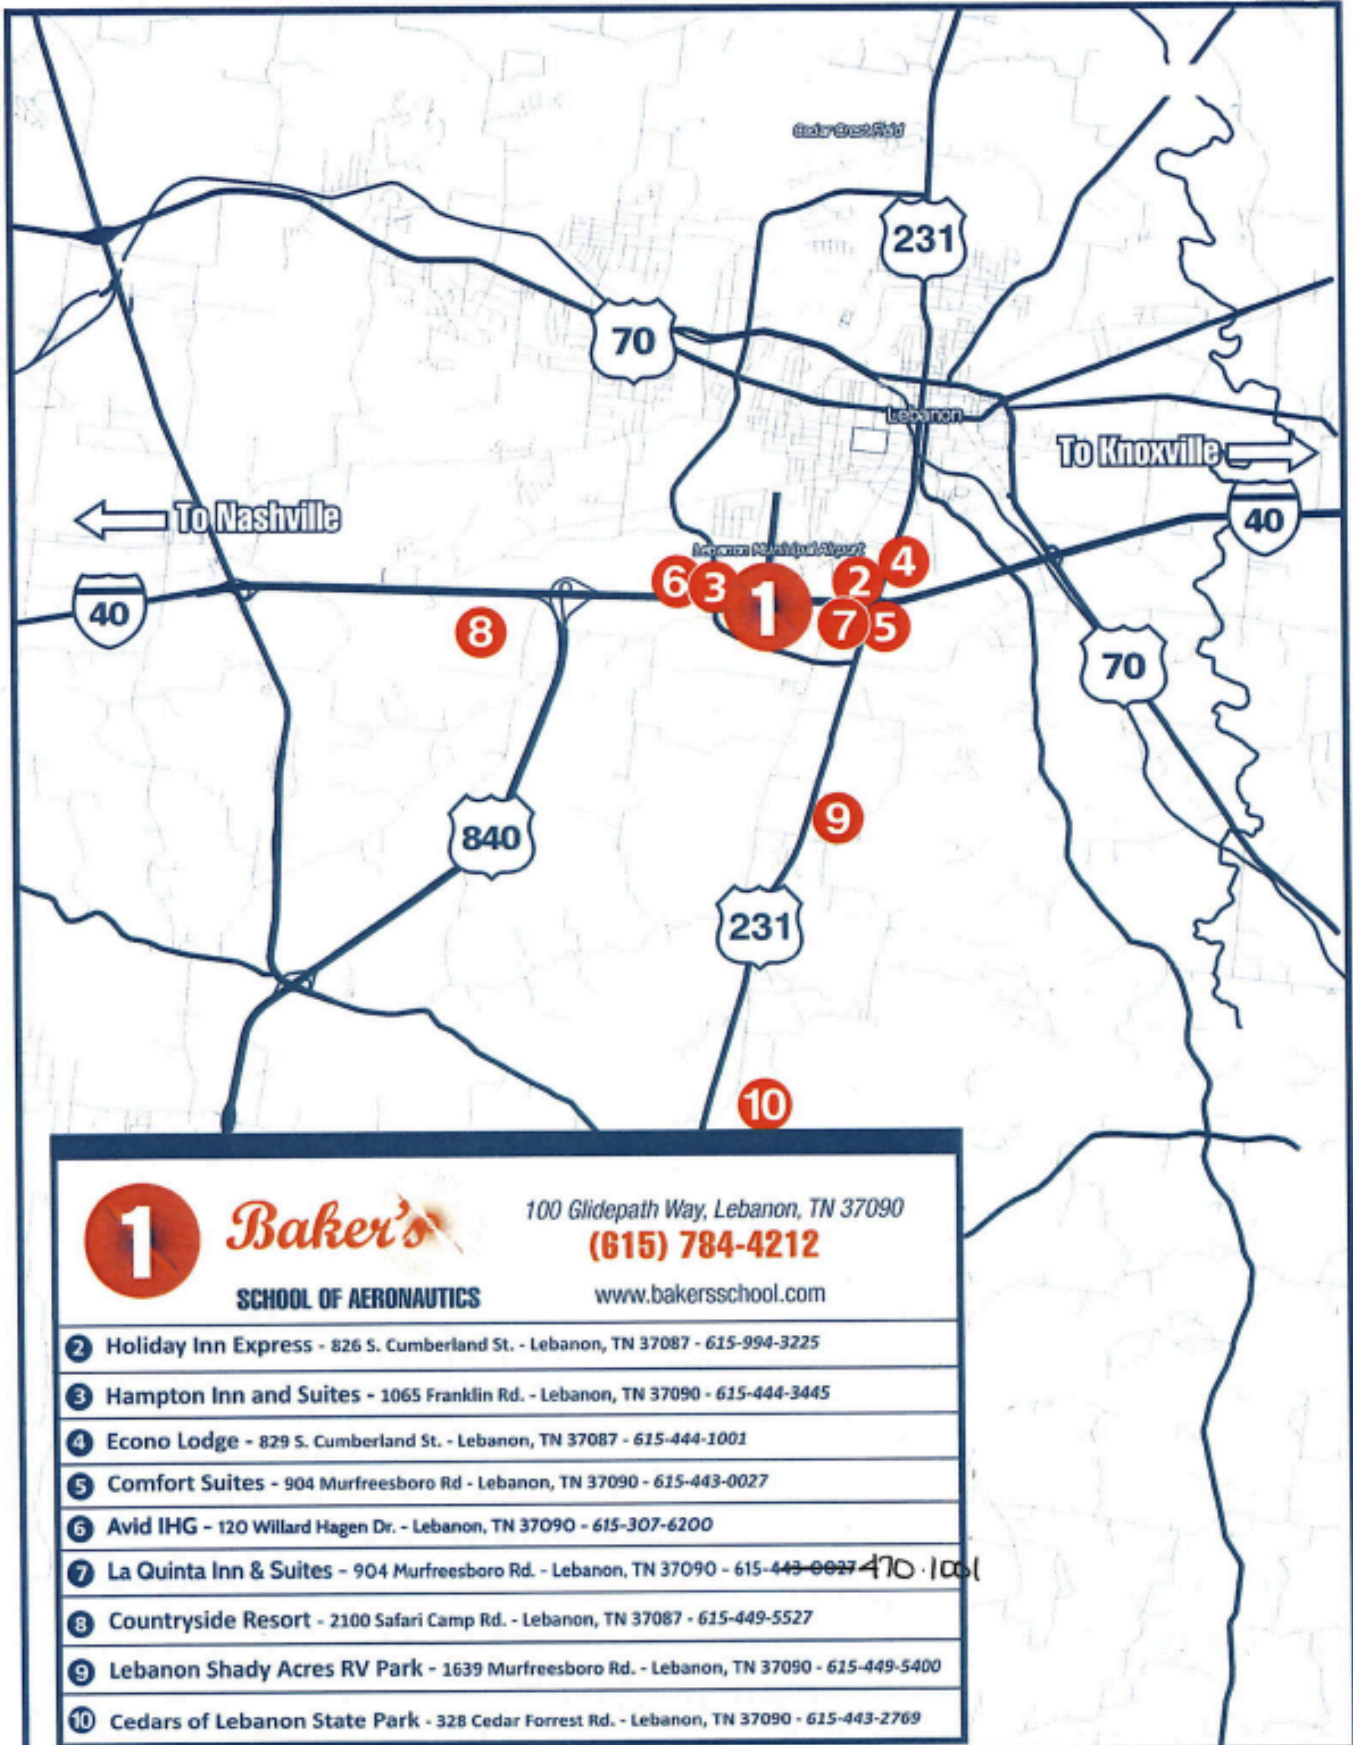 Cedar Crest Field
231
70
Lebanon
To Knoxville
To Nashville
40
Lebanon Municipal Airport
4
6
3
1
2
40
8
7
5
70
840
9
231
10
1
Baker's
100 Glidepath Way, Lebanon, TN 37090
(615) 784-4212
SCHOOL OF AERONAUTICS
www.bakersschool.com
2 Holiday Inn Express - 826 S. Cumberland St. - Lebanon, TN 37087 - 615-994-3225
3 Hampton Inn and Suites - 1065 Franklin Rd. - Lebanon, TN 37090 - 615-444-3445
4 Econo Lodge - 829 S. Cumberland St. - Lebanon, TN 37087 - 615-444-1001
5 Comfort Suites - 904 Murfreesboro Rd - Lebanon, TN 37090 - 615-443-0027
6 Avid IHG - 120 Willard Hagen Dr. - Lebanon, TN 37090 - 615-307-6200
7 La Quinta Inn & Suites - 904 Murfreesboro Rd. - Lebanon, TN 37090 - 615-443-0027 470.1001
8 Countryside Resort - 2100 Safari Camp Rd. - Lebanon, TN 37087 - 615-449-5527
9 Lebanon Shady Acres RV Park - 1639 Murfreesboro Rd. - Lebanon, TN 37090 - 615-449-5400
10 Cedars of Lebanon State Park - 328 Cedar Forrest Rd. - Lebanon, TN 37090 - 615-443-2769